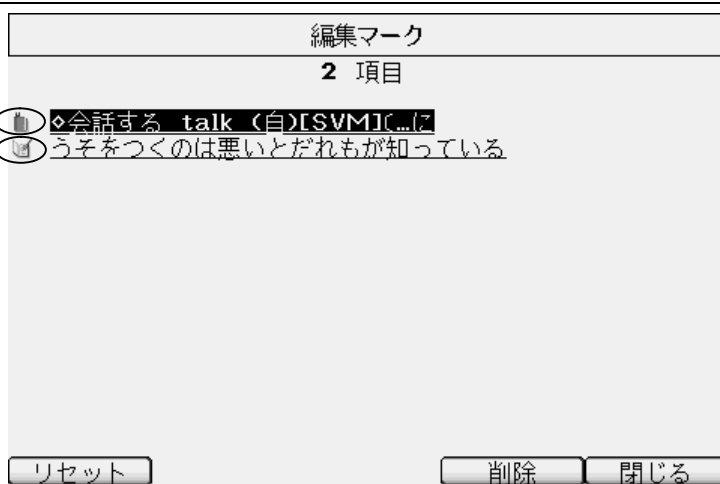 編集マーク
2 項目
◇会話する talk (自)[SVM](…に
うそをつくのは悪いとだれもが知っている
リセット 削除 閉じる